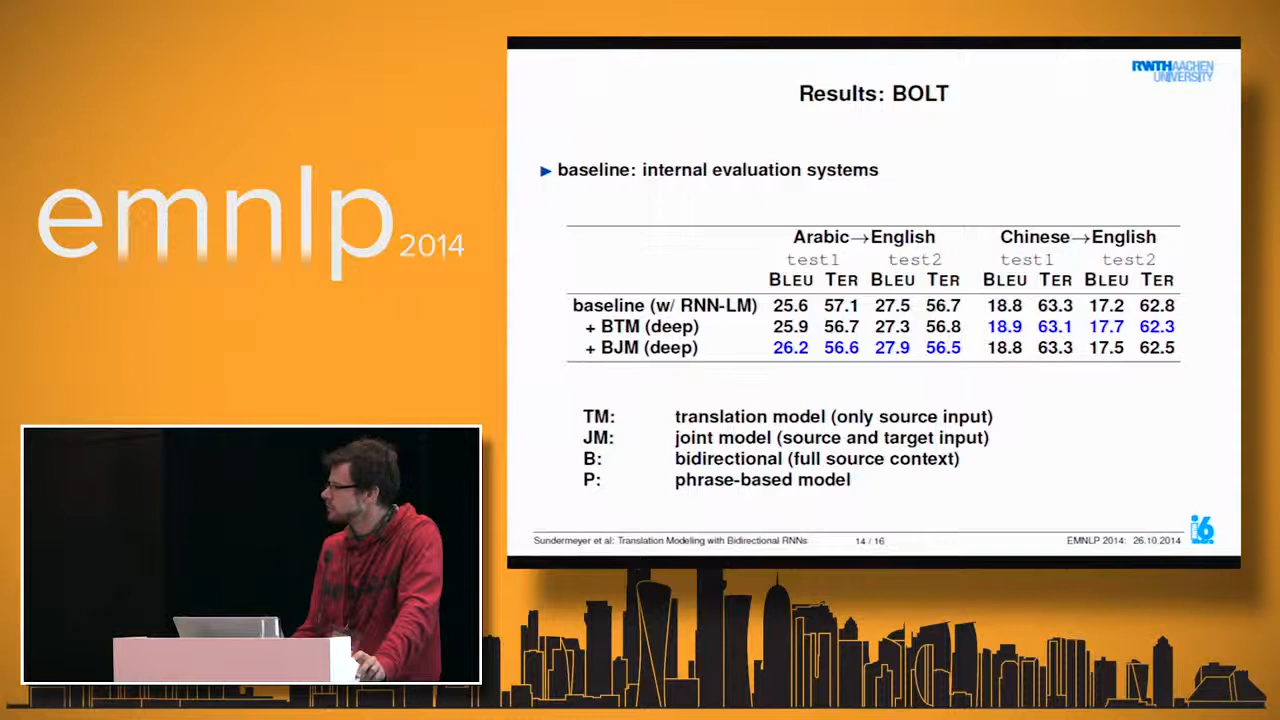 emnlp 2014
RWTHAACHEN
UNIVERSITY
Results: BOLT
► baseline: internal evaluation systems
Arabic→English Chinese→English
test1 test2 test1 test2
BLEU TER BLEU TER BLEU TER BLEU TER
baseline (w/ RNN-LM) 25.6 57.1 27.5 56.7 18.8 63.3 17.2 62.8
+ BTM (deep) 25.9 56.7 27.3 56.8 18.9 63.1 17.7 62.3
+ BJM (deep) 26.2 56.6 27.9 56.5 18.8 63.3 17.5 62.5
TM: translation model (only source input)
JM: joint model (source and target input)
B: bidirectional (full source context)
P: phrase-based model
Sundermeyer et al: Translation Modeling with Bidirectional RNNs 14 / 16 EMNLP 2014: 26.10.2014
i6